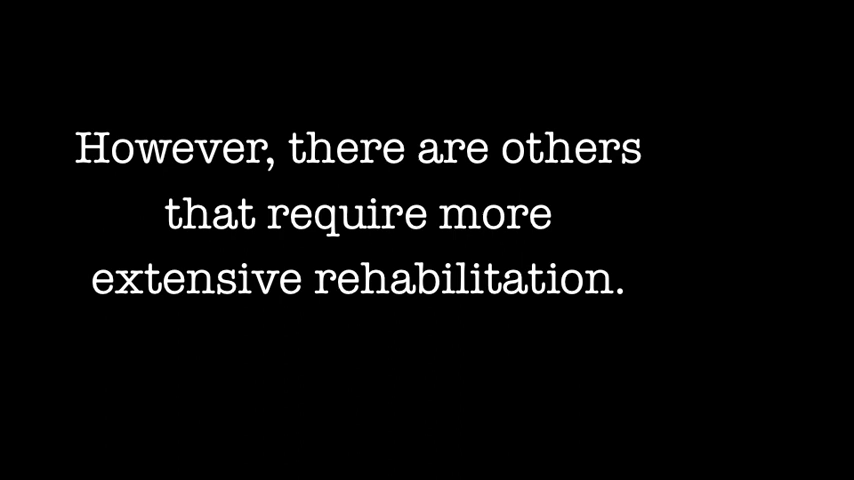 However, there are others
that require more
extensive rehabilitation.